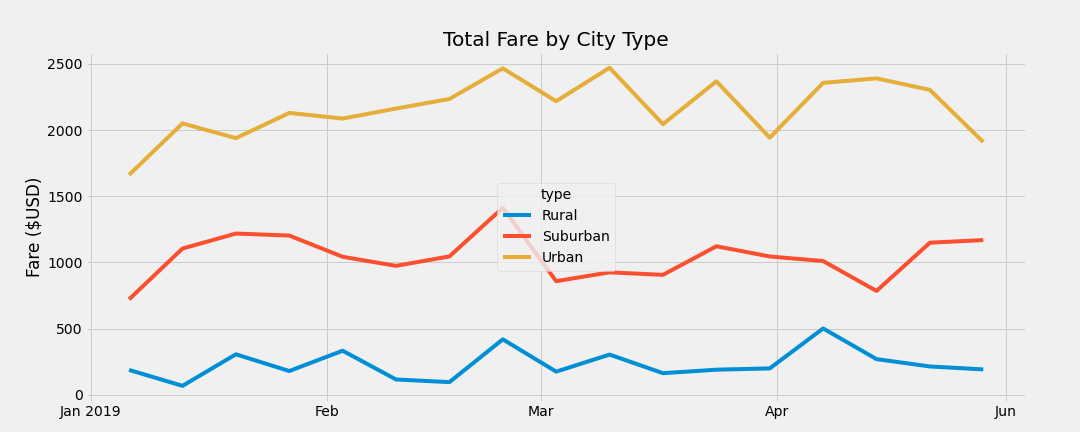 Total Fare by City Type
Fare ($USD)
2500
2000
1500
1000
500
0
type
Rural
Suburban
Urban
Jan 2019
Feb
Mar
Apr
Jun